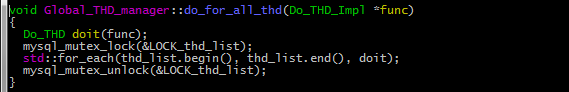 void Global_THD_manager::do_for_all_thd(Do_THD_Impl *func)
{
  Do_THD doit(func);
  mysql_mutex_lock(&LOCK_thd_list);
  std::for_each(thd_list.begin(), thd_list.end(), doit);
  mysql_mutex_unlock(&LOCK_thd_list);
}